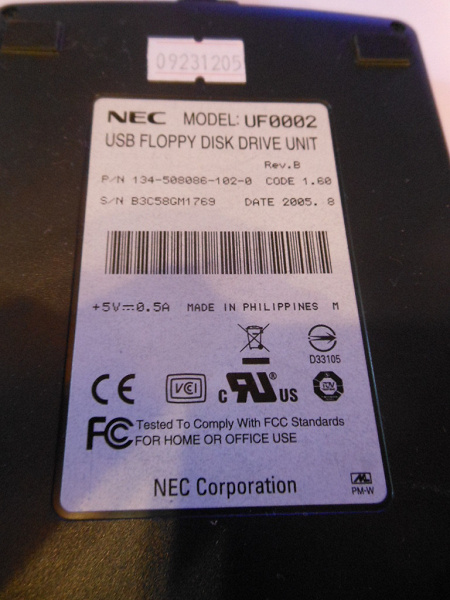 09231205
NEC MODEL: UF0002
USB FLOPPY DISK DRIVE UNIT
Rev.B
P/N 134-508086-102-0 CODE 1.60
S/N B3C58GM1769 DATE 2005. 8
+5V⎓0.5A MADE IN PHILIPPINES M
D33105
CE VCI c RU US TÜV
FC Tested To Comply With FCC Standards
FOR HOME OR OFFICE USE
NEC Corporation
PM-W